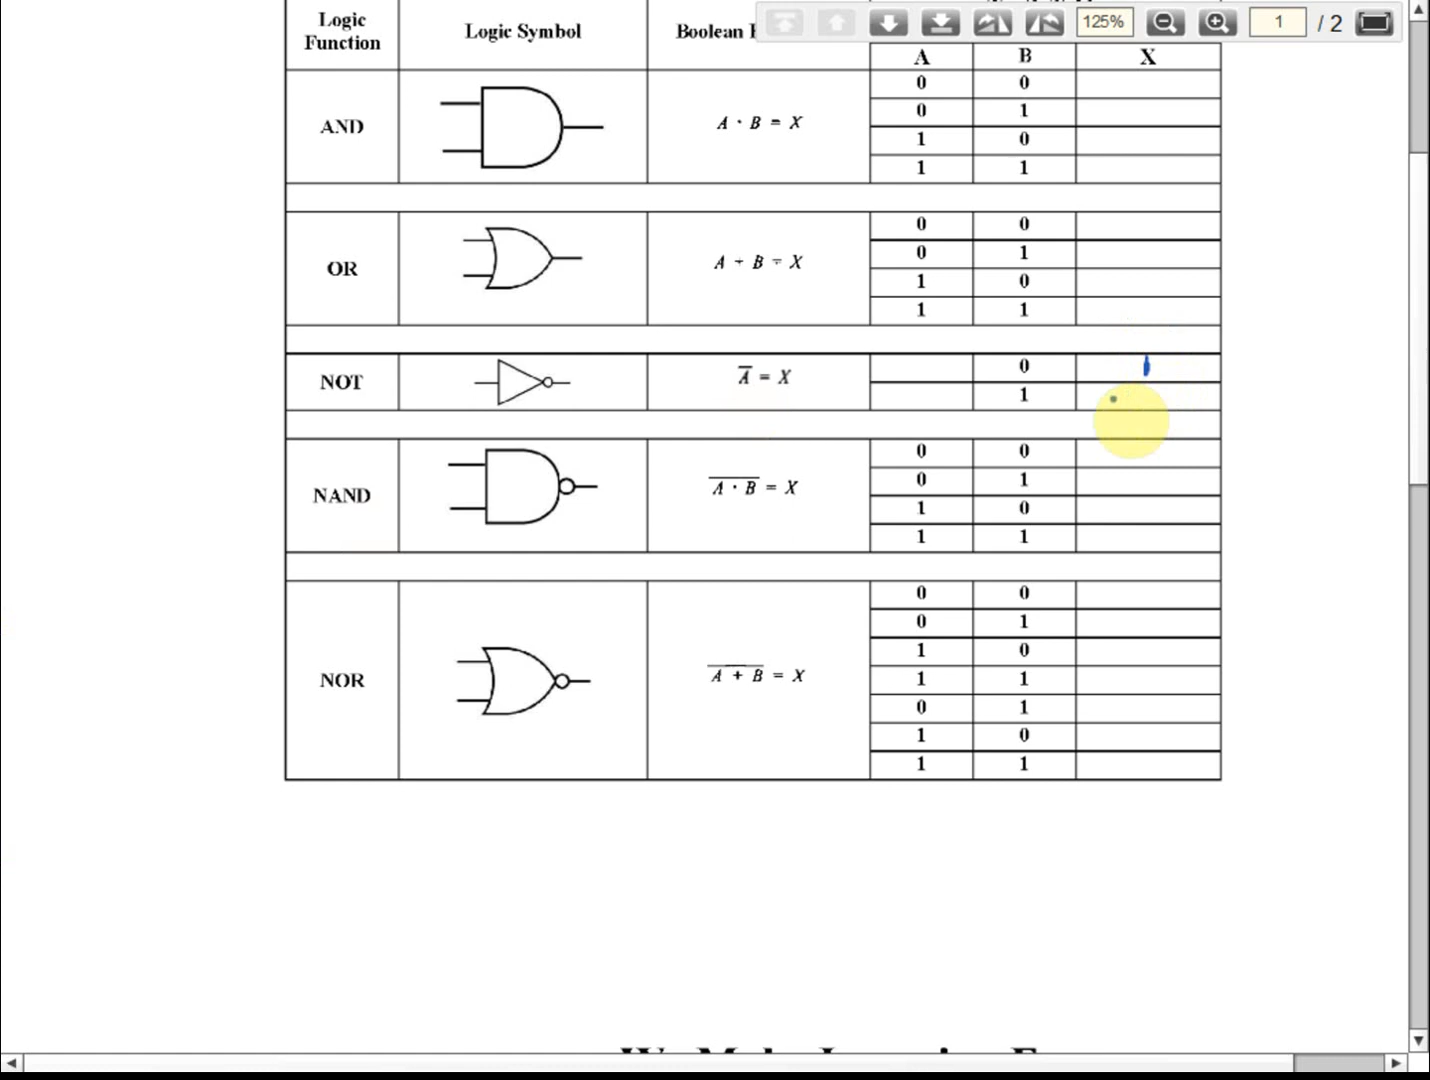 Logic Function Logic Symbol Boolean
125% 1 / 2
A B X
AND A · B = X
0 0
0 1
1 0
1 1
OR A + B = X
0 0
0 1
1 0
1 1
NOT A̅ = X
0 1
1
NAND A̅ ·̅ B̅ = X
0 0
0 1
1 0
1 1
NOR A̅ +̅ B̅ = X
0 0
0 1
1 0
1 1
0 1
1 0
1 1